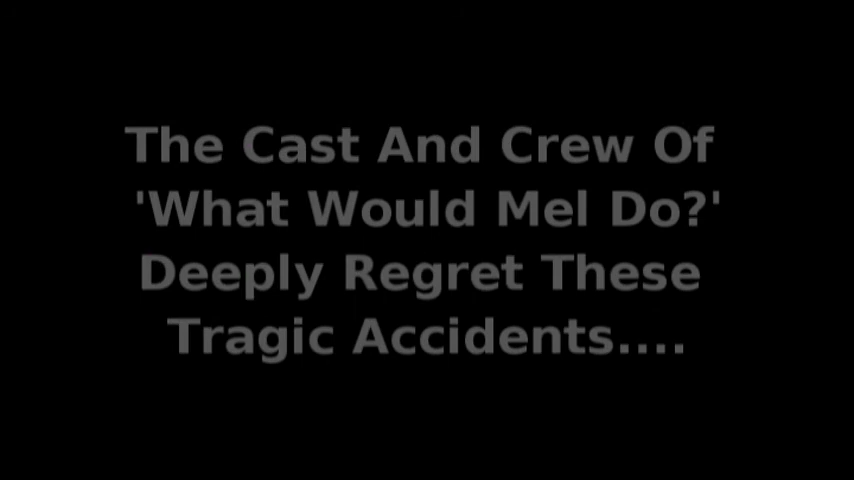 The Cast And Crew Of
'What Would Mel Do?'
Deeply Regret These
Tragic Accidents....